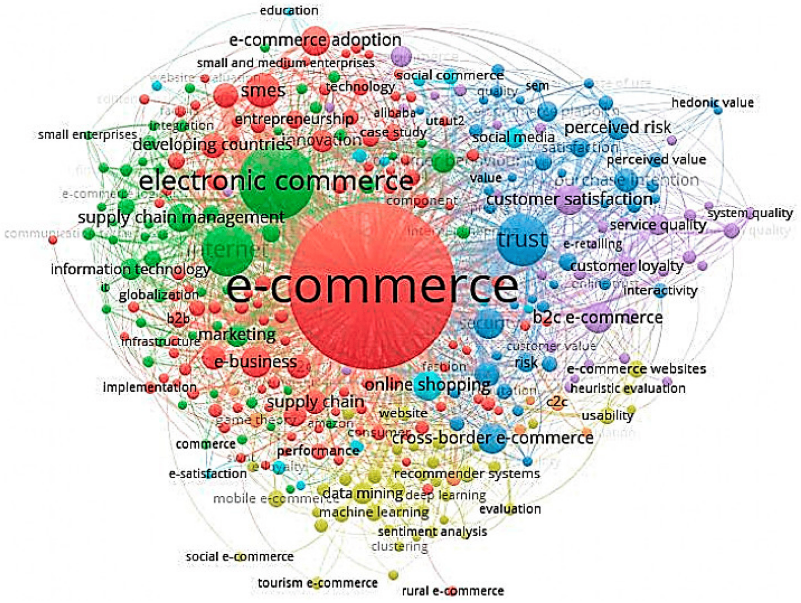 education
e-commerce adoption
small and medium enterprises
social commerce
smes
technology
quality
sem
hedonic value
alibaba
entrepreneurship
utaut2
integration
case study
perceived risk
small enterprises
developing countries
innovation
social media
satisfaction
perceived value
value
electronic commerce
purchase intention
component
customer satisfaction
supply chain management
system quality
service quality
quality
internet
trust
e-retailing
information technology
customer loyalty
it
e-commerce
interactivity
globalization
b2b
b2c e-commerce
security
infrastructure
marketing
customer value
e-business
risk
fashion
e-commerce websites
implementation
online shopping
heuristic evaluation
supply chain
c2c
website
usability
game theory
amazon
consumer
commerce
cross-border e-commerce
performance
e-satisfaction
recommender systems
mobile e-commerce
data mining
deep learning
machine learning
evaluation
sentiment analysis
clustering
social e-commerce
tourism e-commerce
rural e-commerce